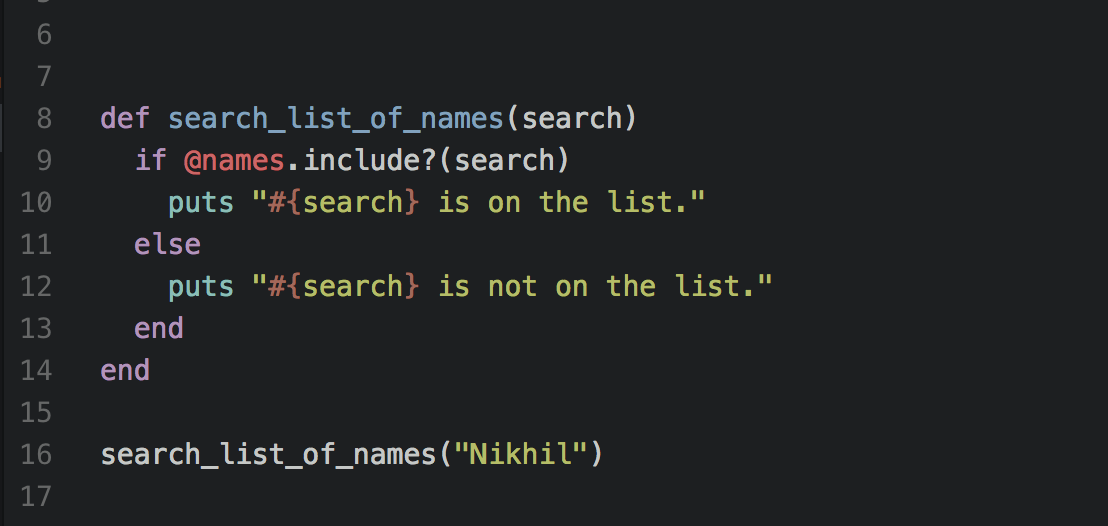 6
7
8 def search_list_of_names(search)
9 if @names.include?(search)
10 puts "#{search} is on the list."
11 else
12 puts "#{search} is not on the list."
13 end
14 end
15
16 search_list_of_names("Nikhil")
17